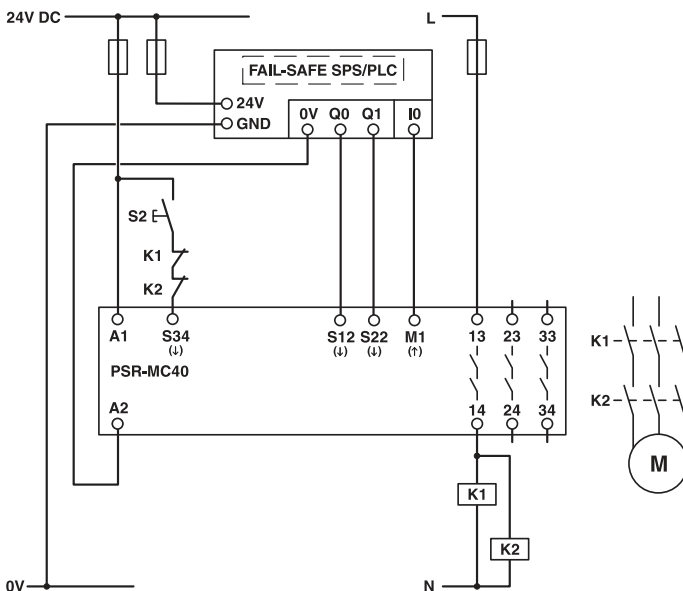 24V DC
L
FAIL-SAFE SPS/PLC
24V
GND
0V Q0 Q1 I0
S2
K1
K2
A1 S34 S12 S22 M1 13 23 33
(↓) (↓) (↓) (↑)
PSR-MC40
A2 14 24 34
K1
K2
M
K1
K2
0V
N